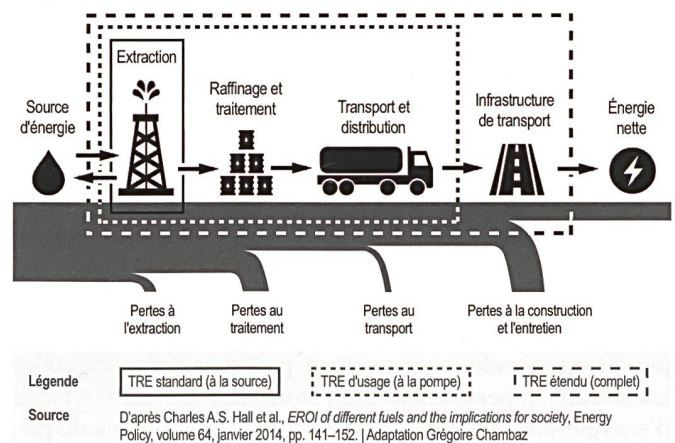 Extraction
Raffinage et
traitement
Source
d'énergie
Transport et
distribution
Infrastructure
de transport
Énergie
nette
Pertes à
l'extraction
Pertes au
traitement
Pertes au
transport
Pertes à la construction
et l'entretien
Légende
TRE standard (à la source)
TRE d'usage (à la pompe)
TRE étendu (complet)
Source
D'après Charles A.S. Hall et al., EROI of different fuels and the implications for society, Energy
Policy, volume 64, janvier 2014, pp. 141–152. | Adaptation Grégoire Chambaz